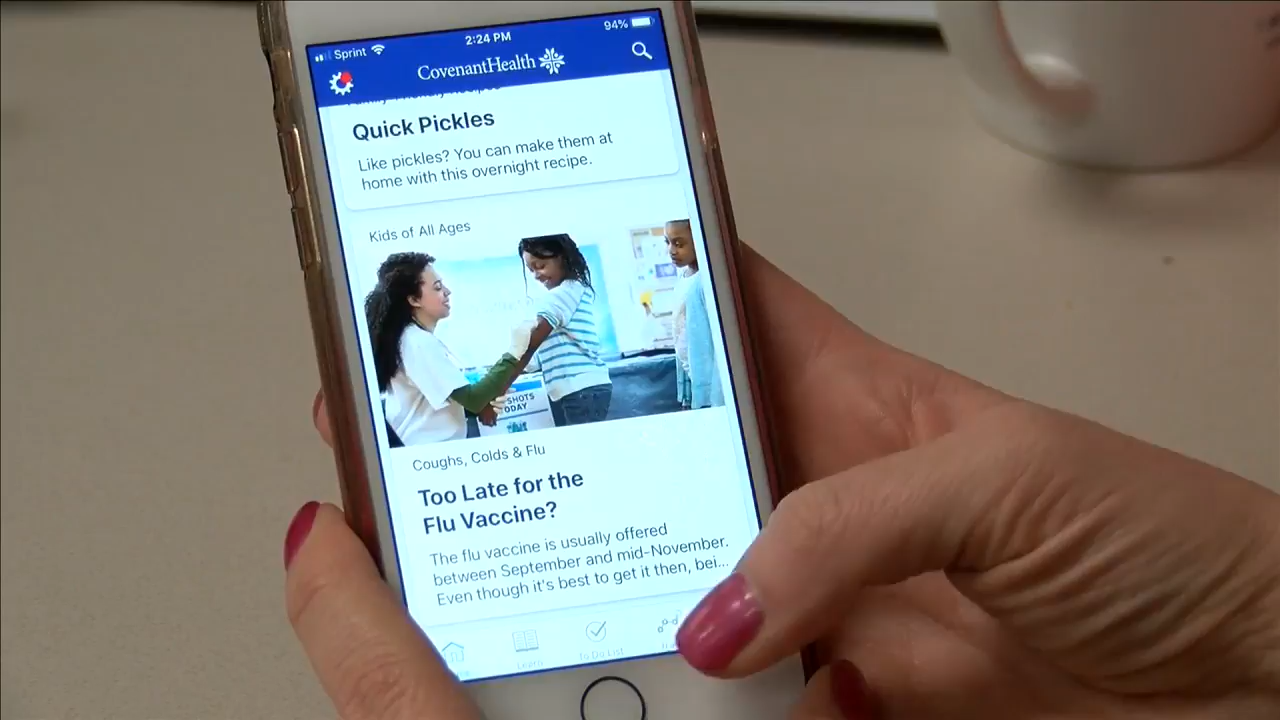 Sprint
2:24 PM
94%
CovenantHealth
Quick Pickles
Like pickles? You can make them at
home with this overnight recipe.
Kids of All Ages
SHOTS
ODAY
Coughs, Colds & Flu
Too Late for the
Flu Vaccine?
The flu vaccine is usually offered
between September and mid-November.
Even though it's best to get it then, bei...
Learn
To Do List